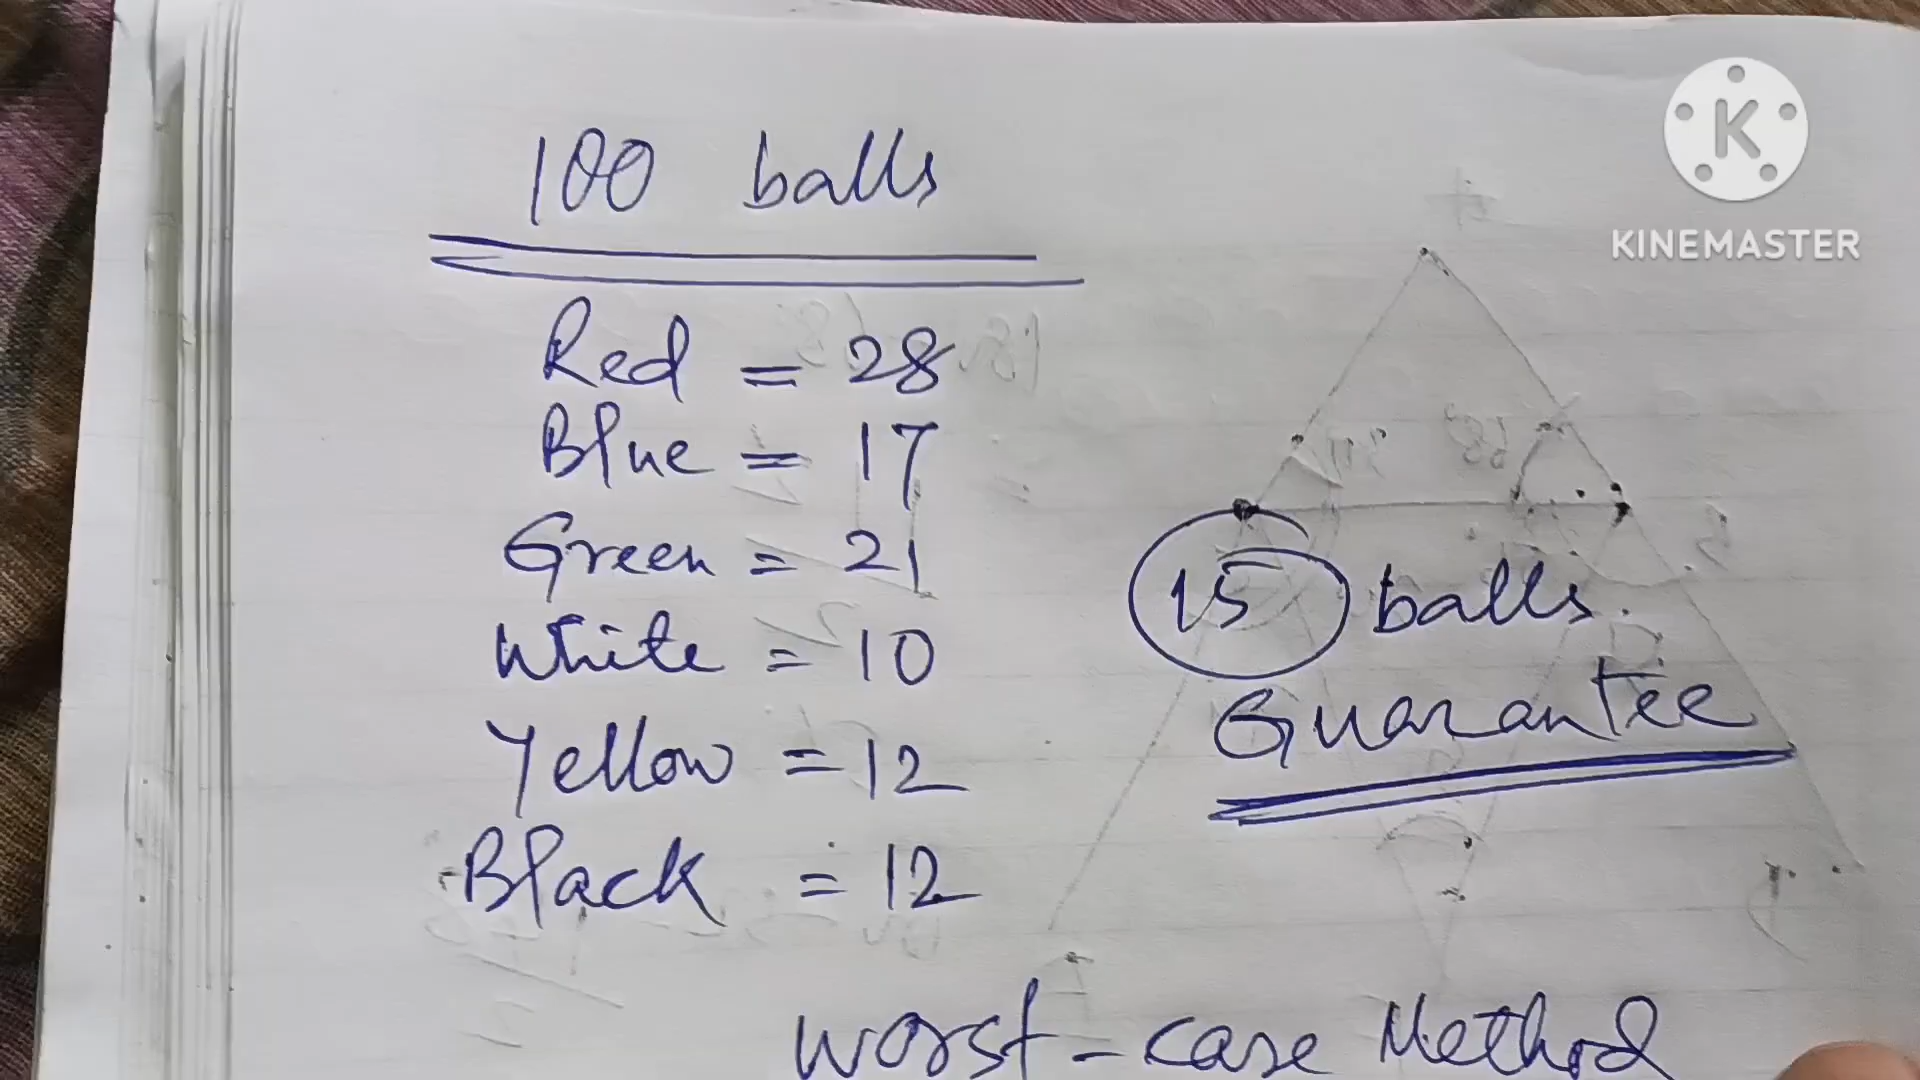 100 balls
Red = 28
Blue = 17
Green = 21
White = 10
Yellow = 12
Black = 12
15 balls.
Guarantee
Worst-case Method
K
KINEMASTER